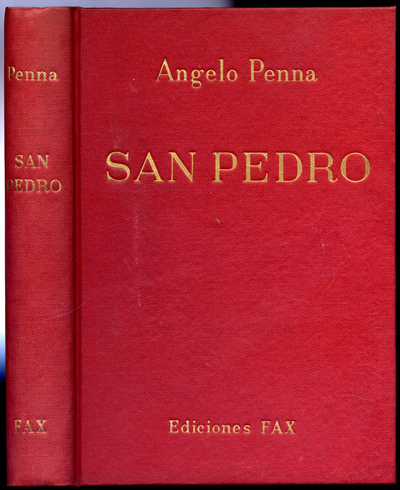 Penna
SAN
PEDRO
FAX
Angelo Penna
SAN PEDRO
Ediciones FAX